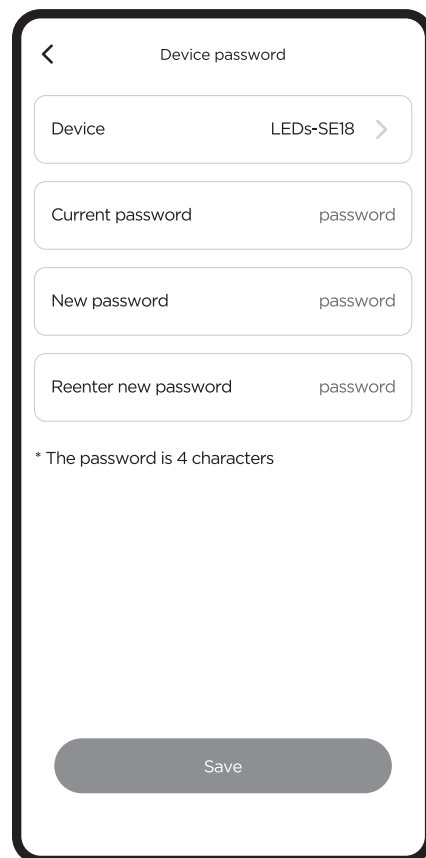 Device password
Device LEDs-SE18
Current password password
New password password
Reenter new password password
* The password is 4 characters
Save